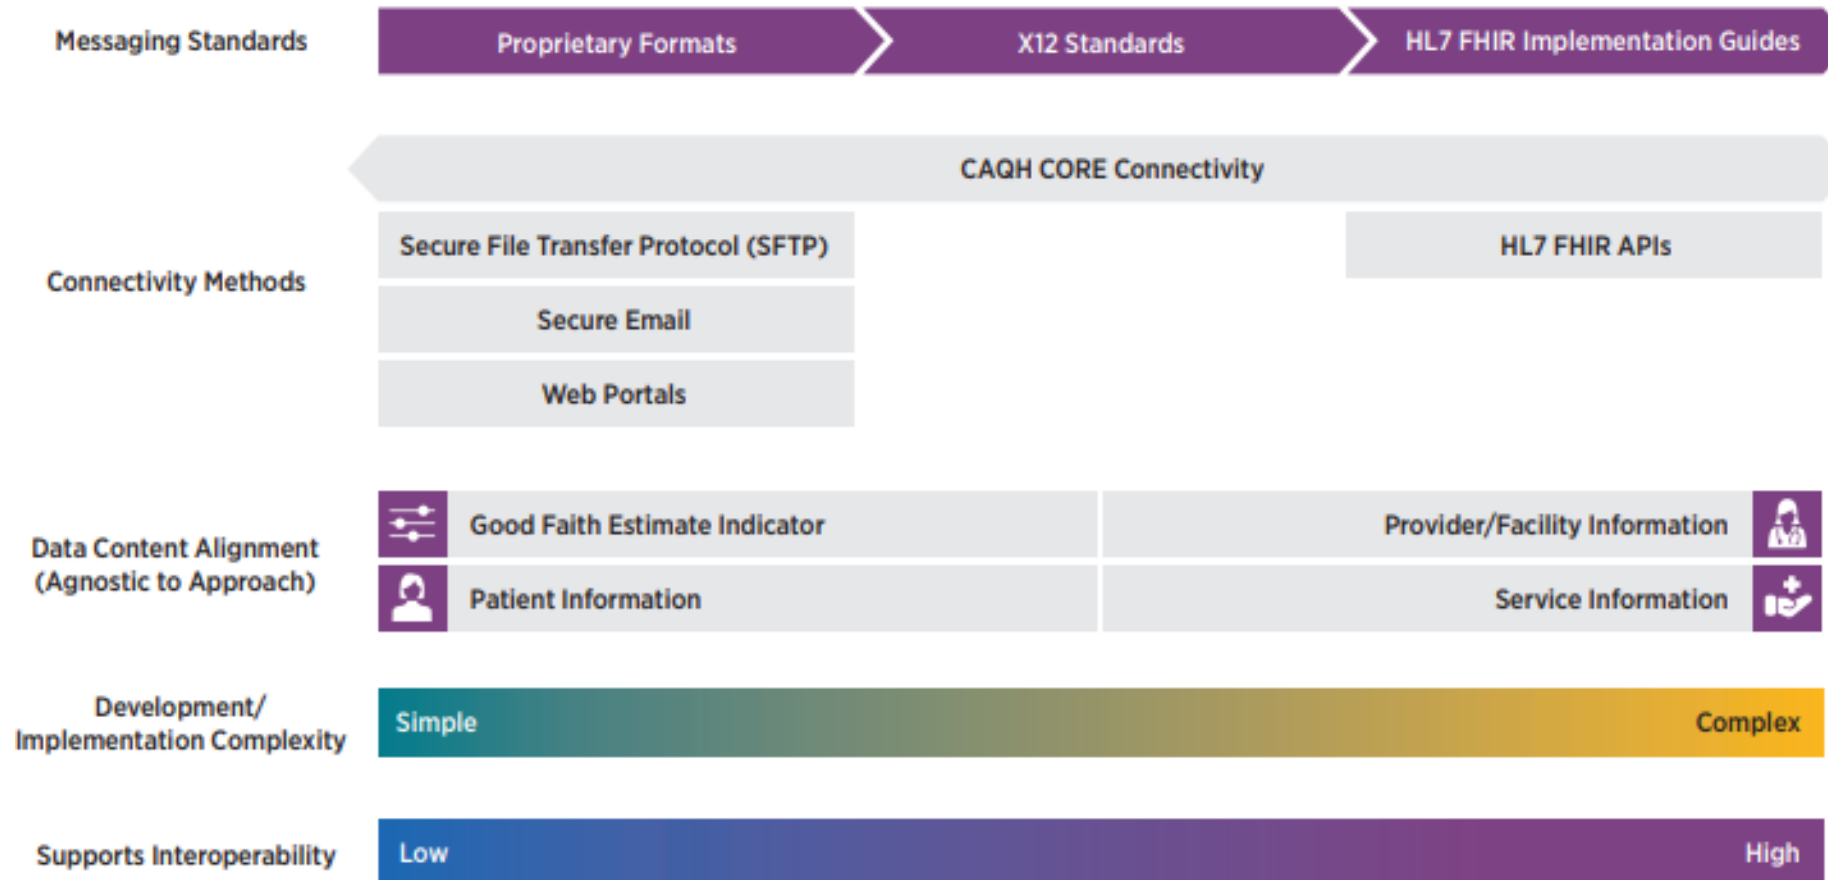 Messaging Standards
Proprietary Formats
X12 Standards
HL7 FHIR Implementation Guides
CAQH CORE Connectivity
Connectivity Methods
Secure File Transfer Protocol (SFTP)
HL7 FHIR APIs
Secure Email
Web Portals
Data Content Alignment
(Agnostic to Approach)
Good Faith Estimate Indicator
Provider/Facility Information
Patient Information
Service Information
Development/
Implementation Complexity
Simple
Complex
Supports Interoperability
Low
High